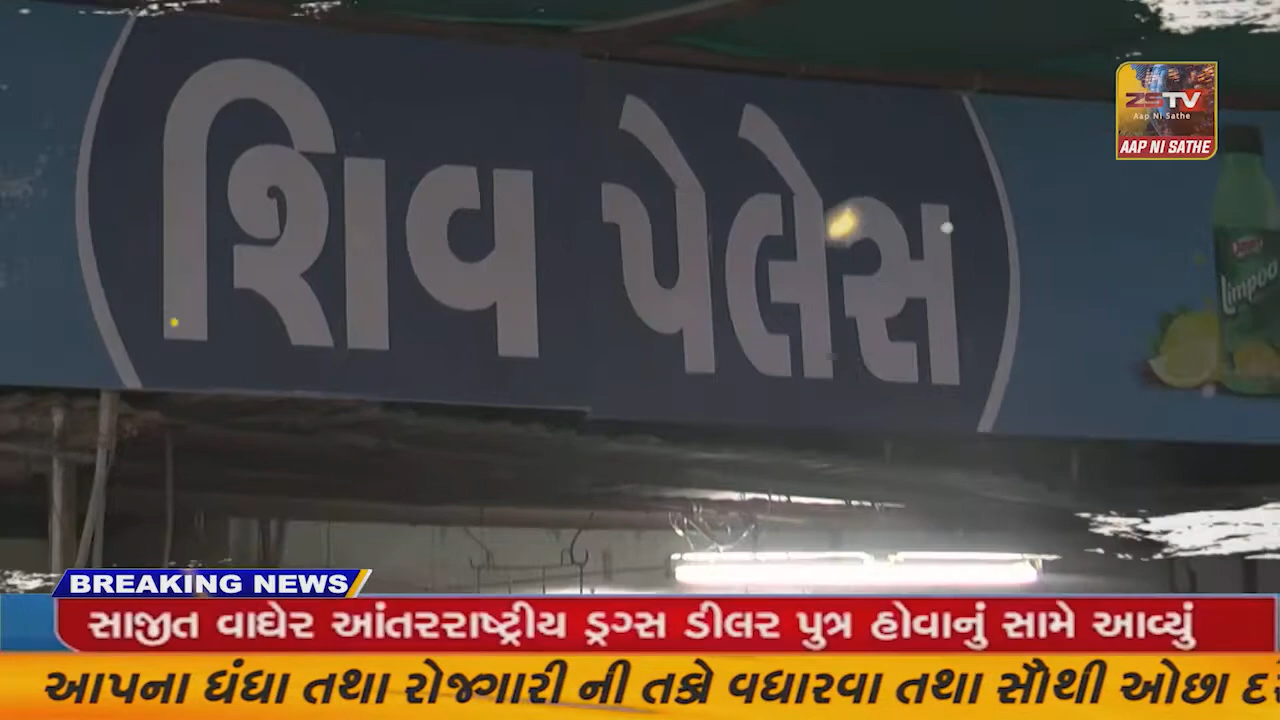 શિવ પેલેસ
ZSTV
Aap Ni Sathe
AAP NI SATHE
BREAKING NEWS
સાજીત વાઘેર આંતરરાષ્ટ્રીય ડ્રગ્સ ડીલર પુત્ર હોવાનું સામે આવ્યું
આપના ધંધા તથા રોજગારી ની તકો વધારવા તથા સૌથી ઓછા